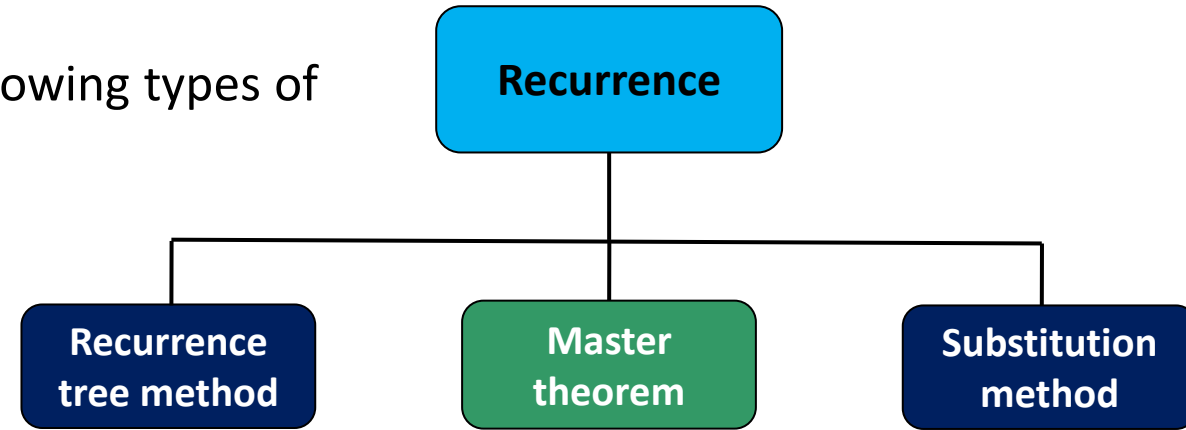 owing types of
Recurrence
Recurrence
tree method
Master
theorem
Substitution
method